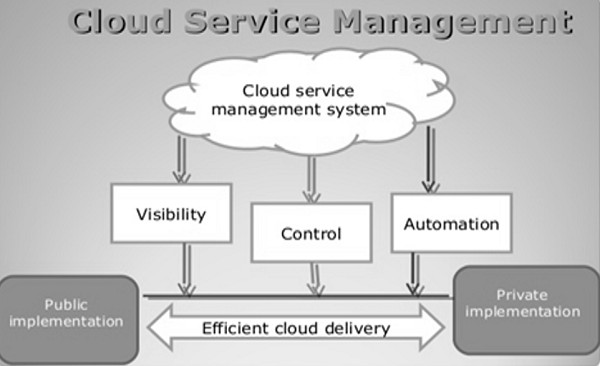 Cloud Service Management
Cloud service
management system
Visibility
Control
Automation
Public
implementation
Private
implementation
Efficient cloud delivery